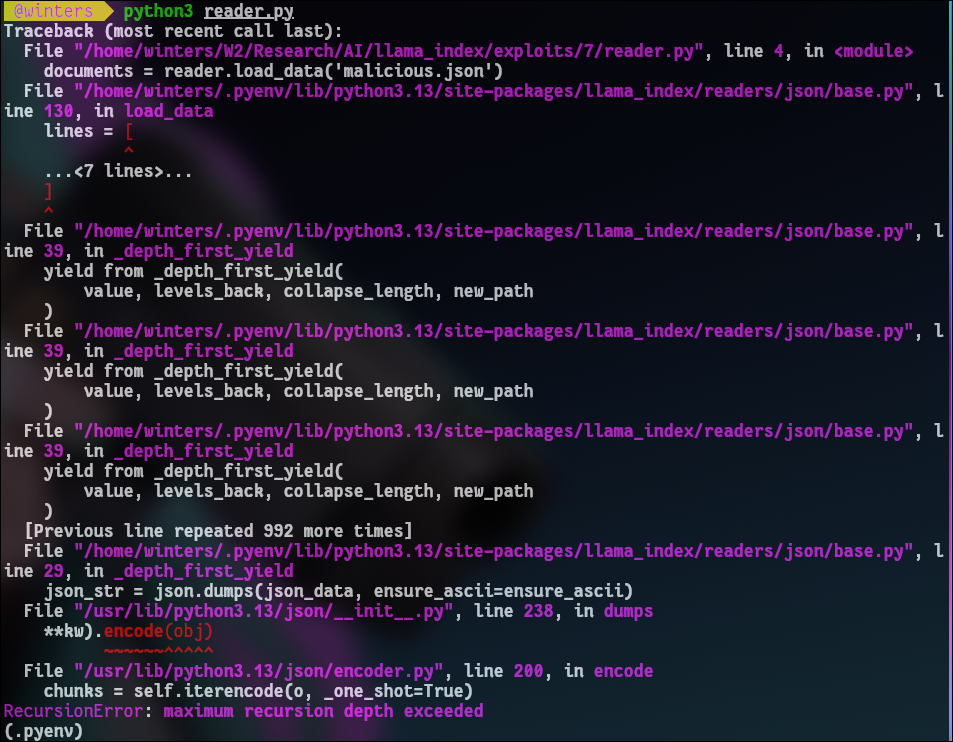 @winters python3 reader.py
Traceback (most recent call last):
  File "/home/winters/W2/Research/AI/llama_index/exploits/7/reader.py", line 4, in <module>
    documents = reader.load_data('malicious.json')
  File "/home/winters/.pyenv/lib/python3.13/site-packages/llama_index/readers/json/base.py", l
ine 130, in load_data
    lines = [
            ^
    ...<7 lines>...
    ]
    ^
  File "/home/winters/.pyenv/lib/python3.13/site-packages/llama_index/readers/json/base.py", l
ine 39, in _depth_first_yield
    yield from _depth_first_yield(
        value, levels_back, collapse_length, new_path
    )
  File "/home/winters/.pyenv/lib/python3.13/site-packages/llama_index/readers/json/base.py", l
ine 39, in _depth_first_yield
    yield from _depth_first_yield(
        value, levels_back, collapse_length, new_path
    )
  File "/home/winters/.pyenv/lib/python3.13/site-packages/llama_index/readers/json/base.py", l
ine 39, in _depth_first_yield
    yield from _depth_first_yield(
        value, levels_back, collapse_length, new_path
    )
  [Previous line repeated 992 more times]
  File "/home/winters/.pyenv/lib/python3.13/site-packages/llama_index/readers/json/base.py", l
ine 29, in _depth_first_yield
    json_str = json.dumps(json_data, ensure_ascii=ensure_ascii)
  File "/usr/lib/python3.13/json/__init__.py", line 238, in dumps
    **kw).encode(obj)
          ~~~~~~^^^^^
  File "/usr/lib/python3.13/json/encoder.py", line 200, in encode
    chunks = self.iterencode(o, _one_shot=True)
RecursionError: maximum recursion depth exceeded
(.pyenv)